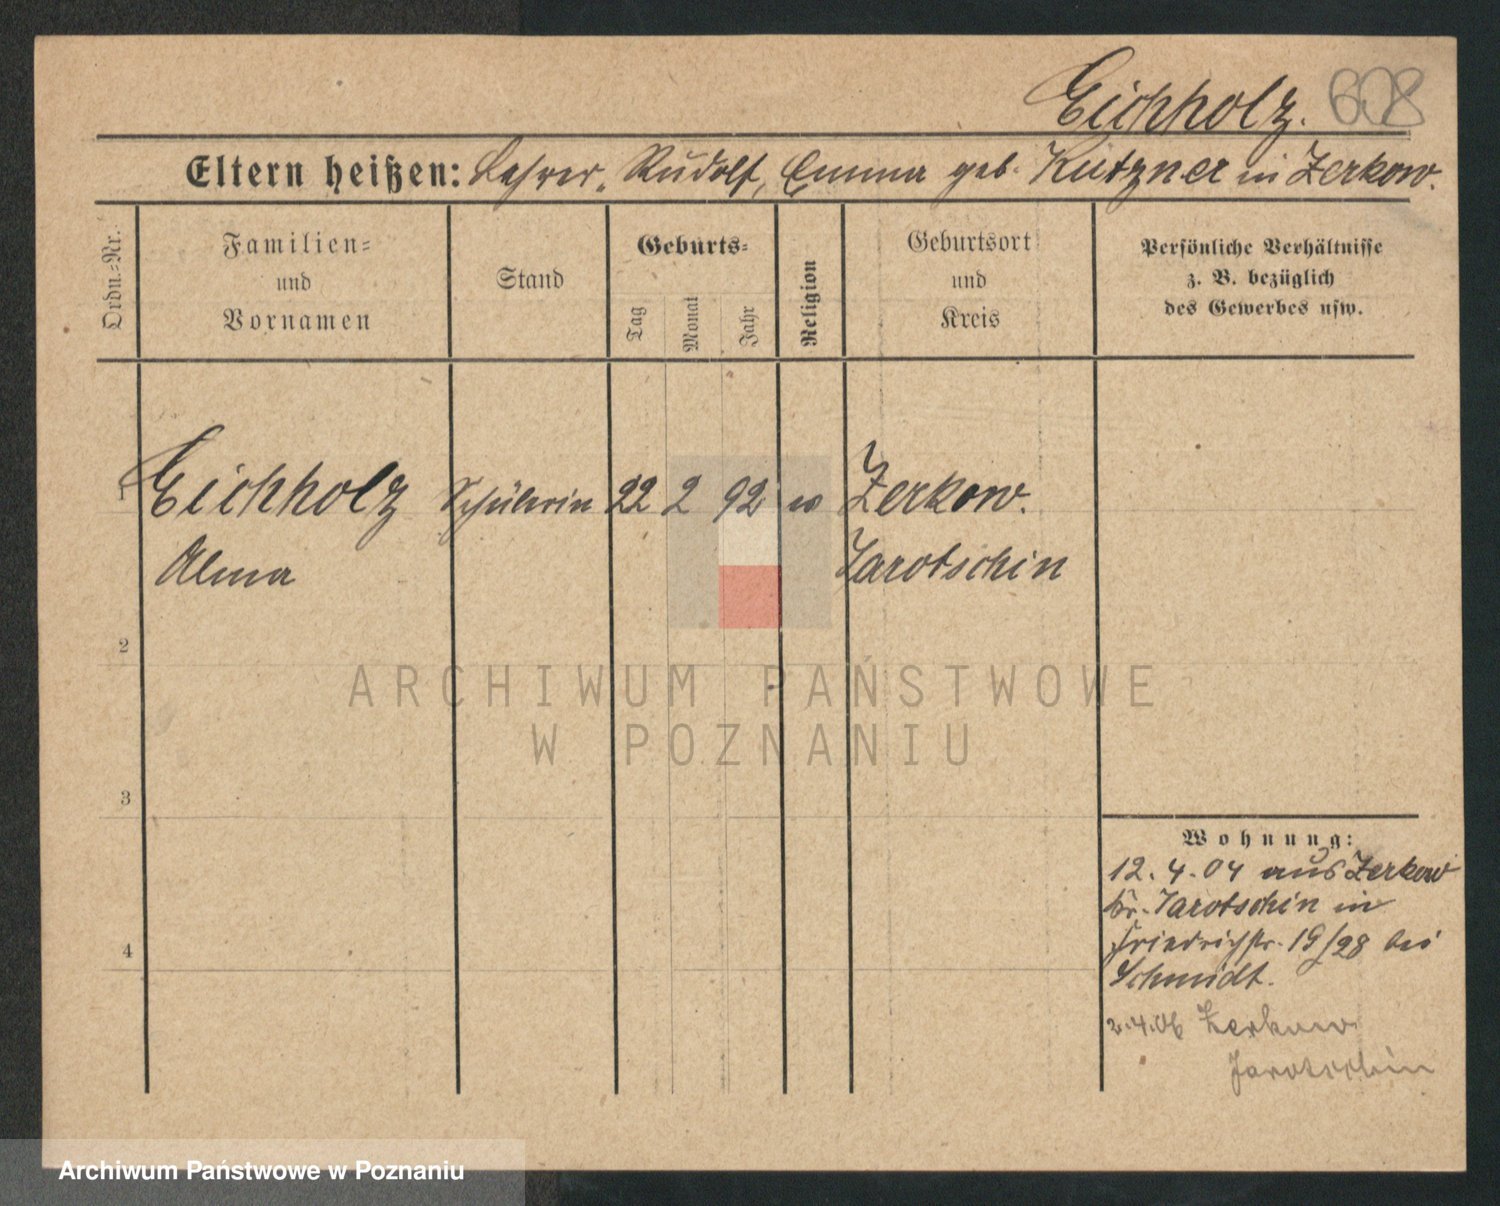 Eichholz. 608
Eltern heißen: Lehrer, Rudolf, Emma geb. Kutzner in Zerkow.
Ordn.-Nr.
Familien-
und
Vornamen
Stand
Geburts-
Tag
Monat
Jahr
Religion
Geburtsort
und
Kreis
Persönliche Verhältnisse
z. B. bezüglich
des Gewerbes usw.
1 Eichholz Schülerin 22 2 92 Zerkow.
Alma Jarotschin
2
3
4
ARCHIWUM PAŃSTWOWE
W POZNANIU
Wohnung:
12.4.04 aus Zerkow
Kr. Jarotschin in
Friedrichstr. 19/28 bei
Schmidt.
2.4.06 Zerkow
Jarotschin
Archiwum Państwowe w Poznaniu